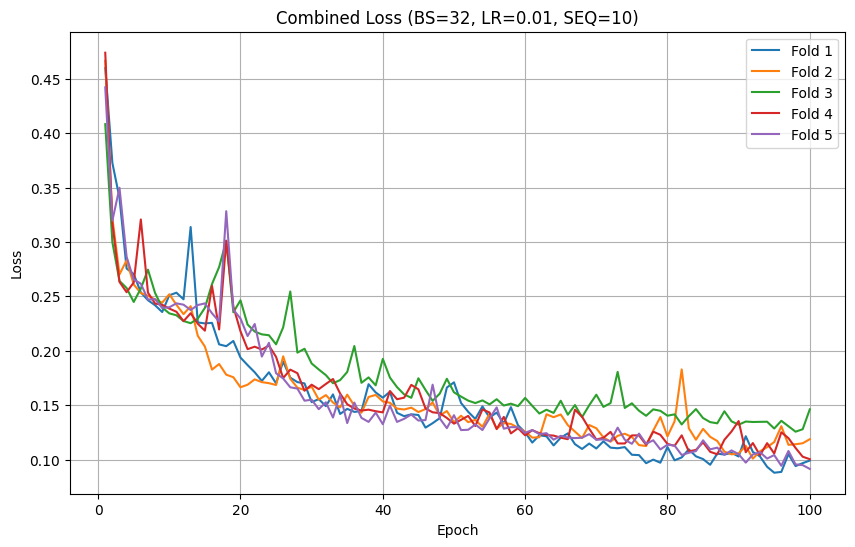 Combined Loss (BS=32, LR=0.01, SEQ=10)
Fold 1
Fold 2
Fold 3
Fold 4
Fold 5
Loss
0.45
0.40
0.35
0.30
0.25
0.20
0.15
0.10
0
20
40
60
80
100
Epoch